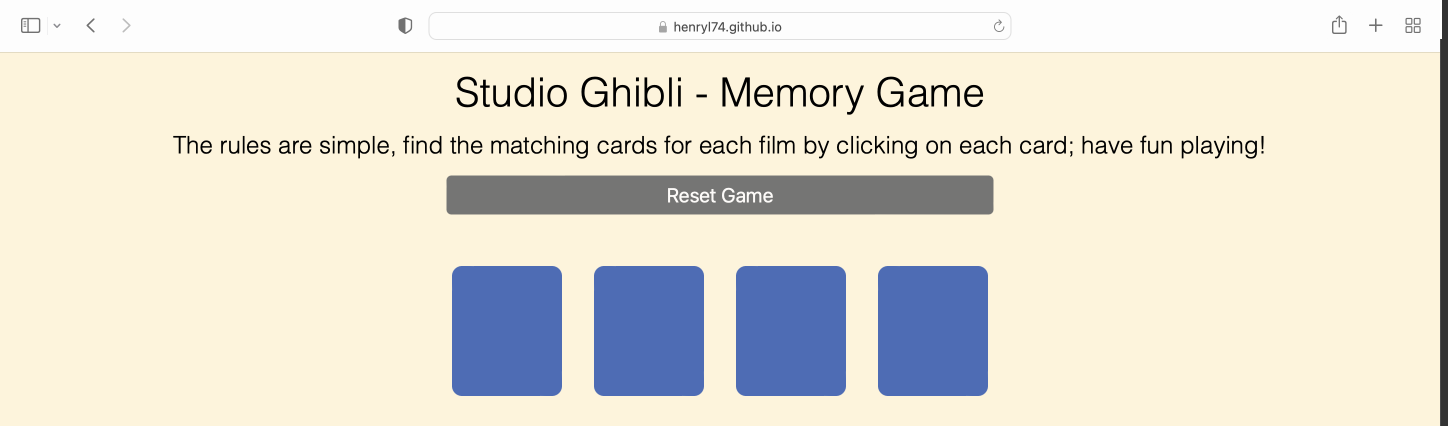 henryl74.github.io
Studio Ghibli - Memory Game
The rules are simple, find the matching cards for each film by clicking on each card; have fun playing!
Reset Game